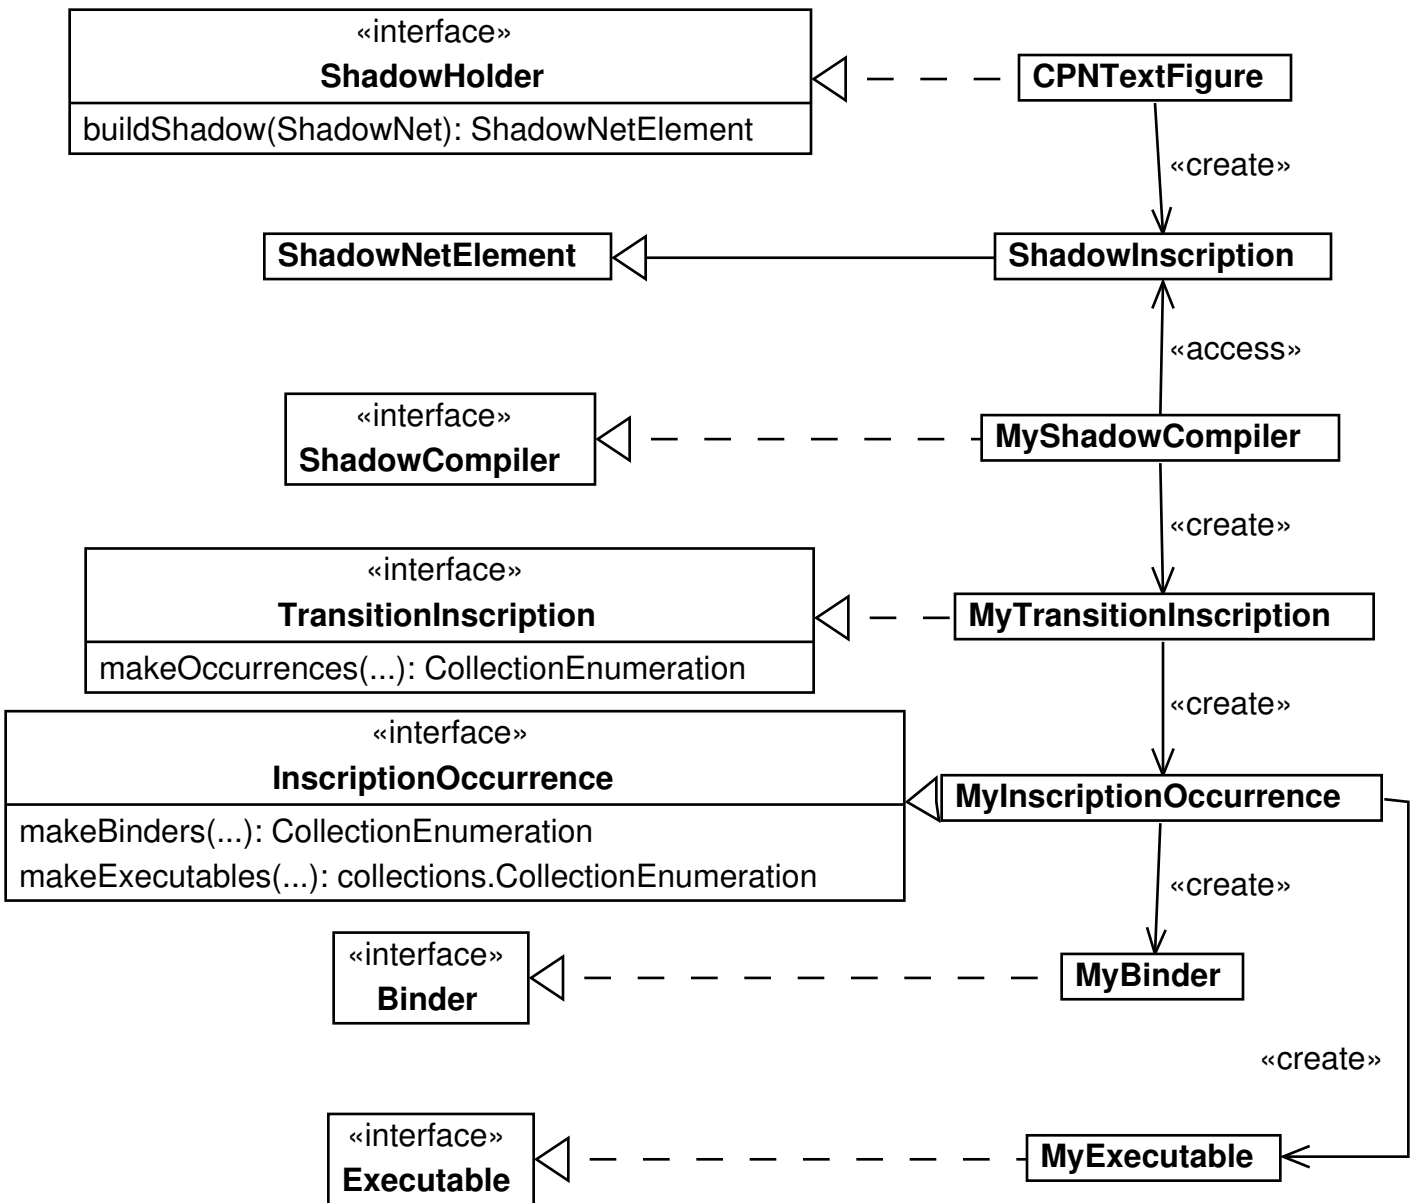 «interface»
ShadowHolder
buildShadow(ShadowNet): ShadowNetElement
CPNTextFigure
«create»
ShadowNetElement
ShadowInscription
«access»
«interface»
ShadowCompiler
MyShadowCompiler
«create»
«interface»
TransitionInscription
makeOccurrences(...): CollectionEnumeration
MyTransitionInscription
«create»
«interface»
InscriptionOccurrence
makeBinders(...): CollectionEnumeration
makeExecutables(...): collections.CollectionEnumeration
MyInscriptionOccurrence
«create»
«interface»
Binder
MyBinder
«create»
«interface»
Executable
MyExecutable